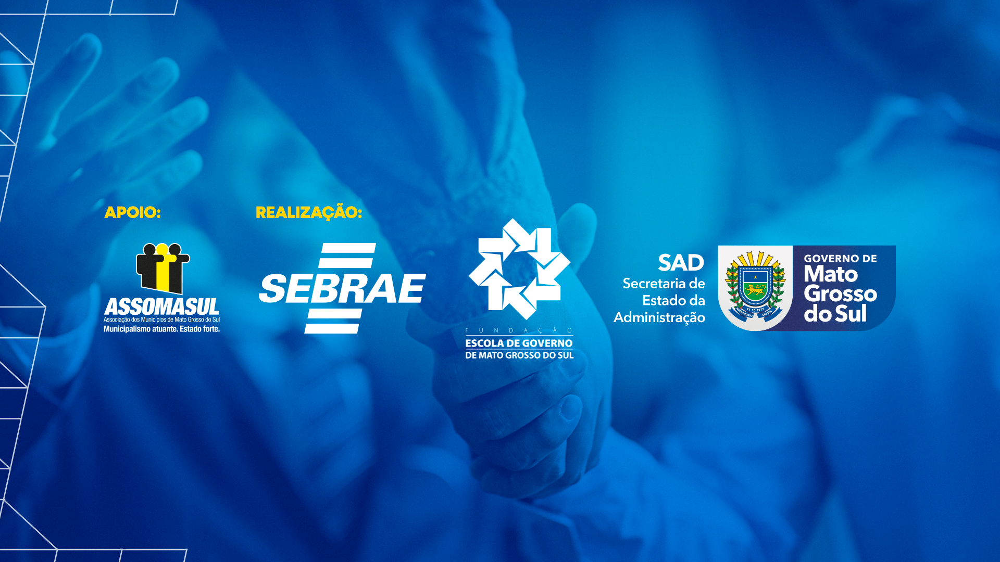 APOIO:
ASSOMASUL
Associação dos Municípios de Mato Grosso do Sul
Municipalismo atuante. Estado forte.
REALIZAÇÃO:
SEBRAE
FUNDAÇÃO
ESCOLA DE GOVERNO
DE MATO GROSSO DO SUL
SAD
Secretaria de
Estado da
Administração
MATO GROSSO
11 10 1977
DO SUL
GOVERNO DE
Mato
Grosso
do Sul